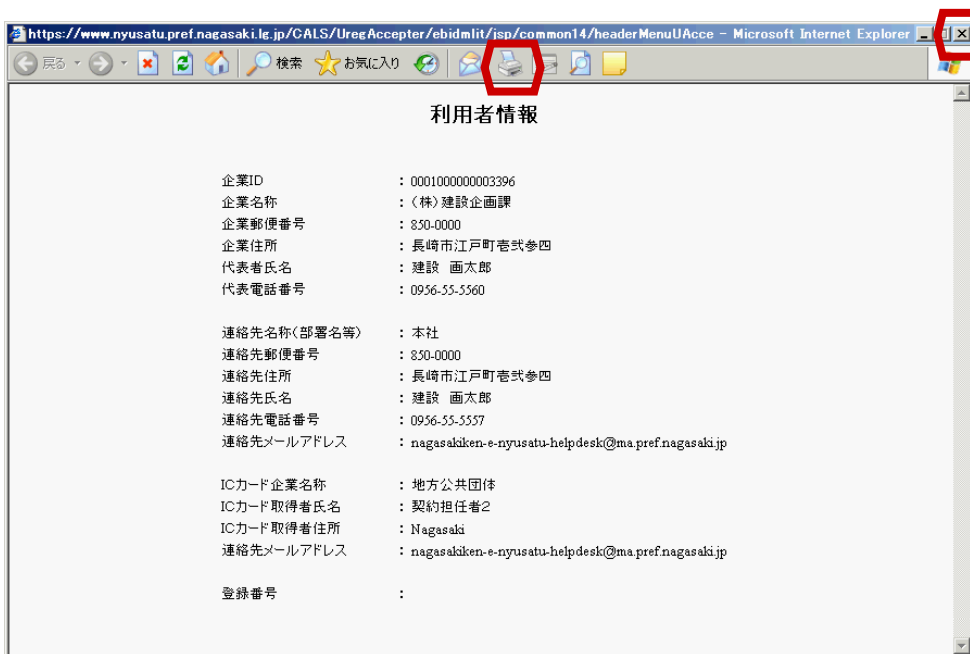 https://www.nyusatu.pref.nagasaki.lg.jp/CALS/UregAccepter/ebidmlit/jsp/common14/headerMenuUAcce - Microsoft Internet Explorer
戻る 検索 お気に入り
利用者情報
企業ID ： 0001000000003396
企業名称 ：（株）建設企画課
企業郵便番号 ： 850-0000
企業住所 ： 長崎市江戸町壱弐参四
代表者氏名 ： 建設　画太郎
代表電話番号 ： 0956-55-5560
連絡先名称（部署名等） ： 本社
連絡先郵便番号 ： 850-0000
連絡先住所 ： 長崎市江戸町壱弐参四
連絡先氏名 ： 建設　画太郎
連絡先電話番号 ： 0956-55-5557
連絡先メールアドレス ： nagasakiken-e-nyusatu-helpdesk@ma.pref.nagasaki.jp
ICカード企業名称 ： 地方公共団体
ICカード取得者氏名 ： 契約担任者2
ICカード取得者住所 ： Nagasaki
連絡先メールアドレス ： nagasakiken-e-nyusatu-helpdesk@ma.pref.nagasaki.jp
登録番号 ：